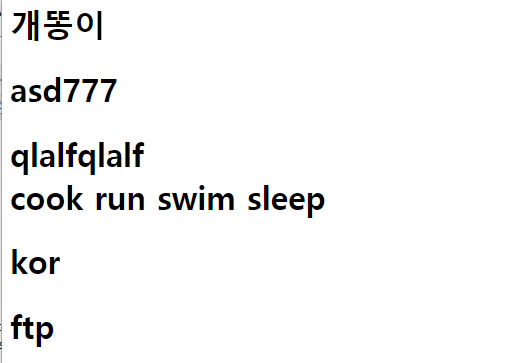 개똥이
asd777
qlalfqlalf
cook run swim sleep
kor
ftp